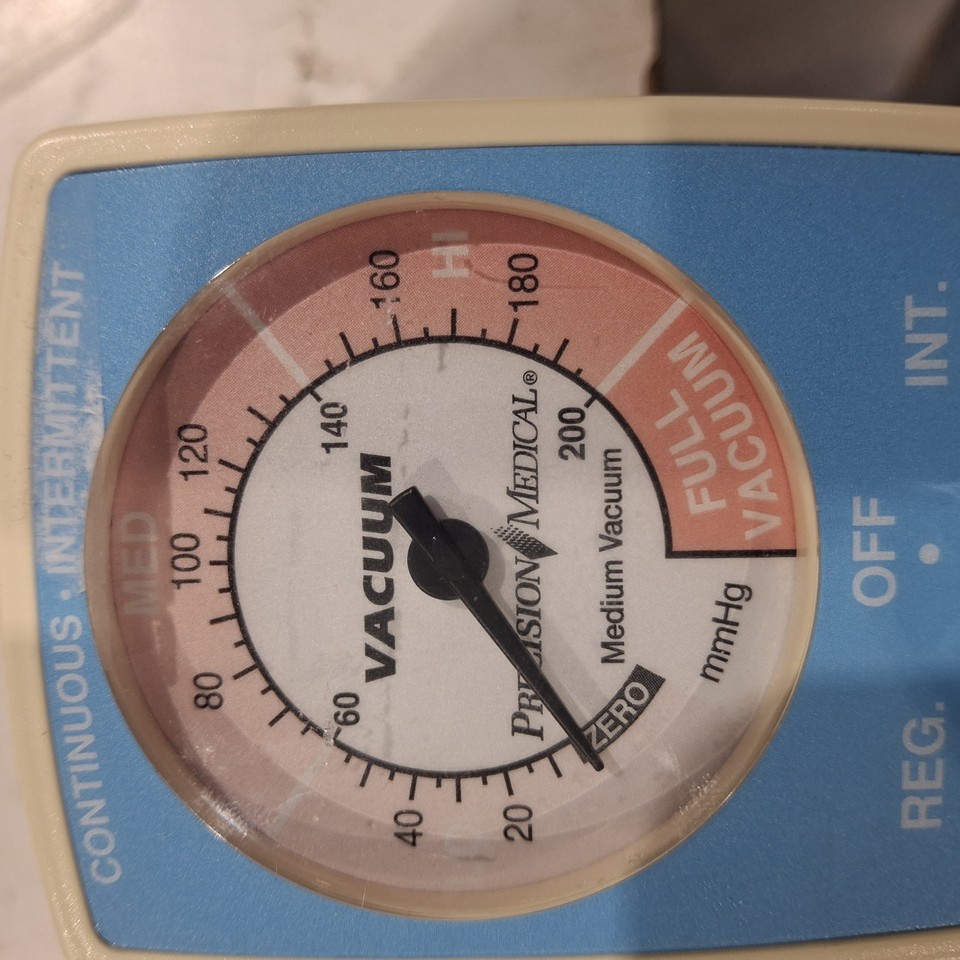 CONTINUOUS • INTERMITTENT
MED
HI
FULL
VACUUM
20
40
60
80
100
120
140
160
180
200
VACUUM
PRECISION MEDICAL®
Medium Vacuum
ZERO
mmHg
REG.
OFF
INT.